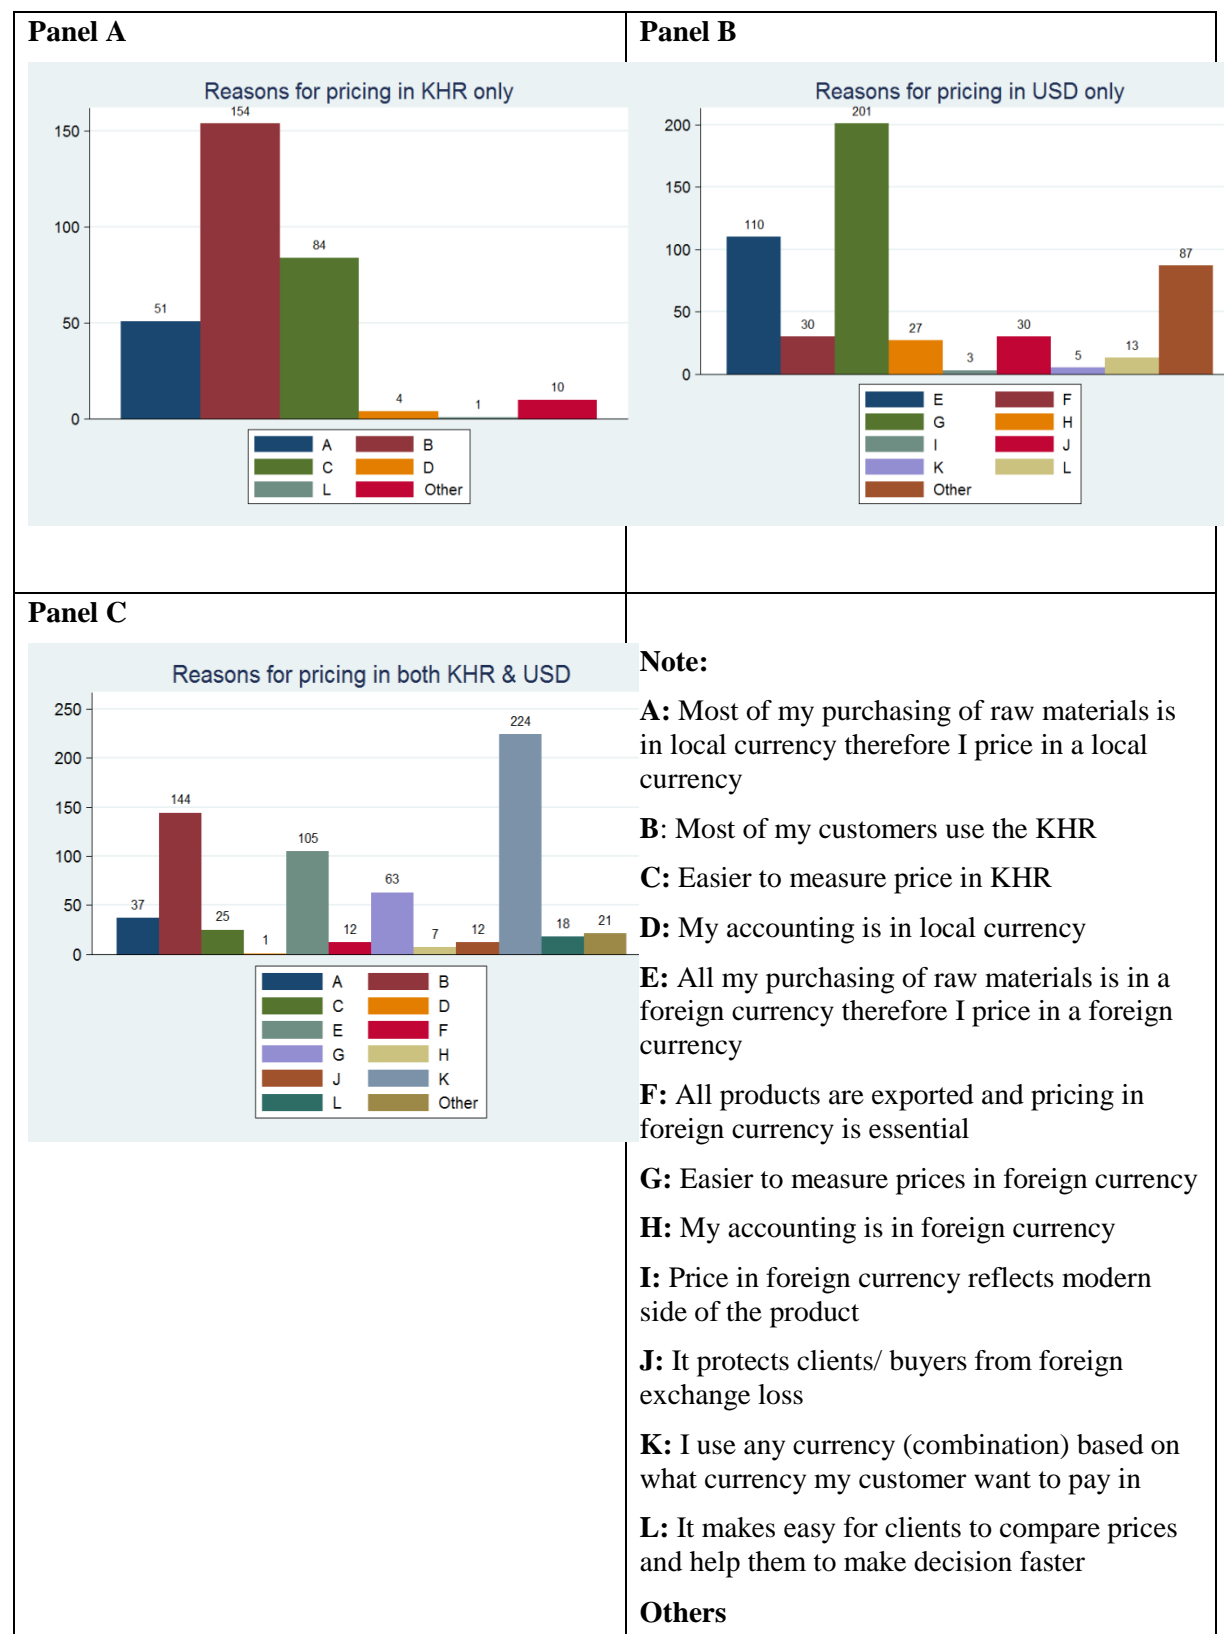 Panel A
Reasons for pricing in KHR only
154
150
100
84
51
50
4
1
10
0
A B
C D
L Other
Panel B
Reasons for pricing in USD only
200
201
150
110
100
87
50
30
27
3
30
5
13
0
E F
G H
I J
K L
Other
Panel C
Reasons for pricing in both KHR & USD
250
224
200
150
144
105
100
63
50
37
25
1
12
7
12
18
21
0
A B
C D
E F
G H
J K
L Other
Note:
A: Most of my purchasing of raw materials is
in local currency therefore I price in a local
currency
B: Most of my customers use the KHR
C: Easier to measure price in KHR
D: My accounting is in local currency
E: All my purchasing of raw materials is in a
foreign currency therefore I price in a foreign
currency
F: All products are exported and pricing in
foreign currency is essential
G: Easier to measure prices in foreign currency
H: My accounting is in foreign currency
I: Price in foreign currency reflects modern
side of the product
J: It protects clients/ buyers from foreign
exchange loss
K: I use any currency (combination) based on
what currency my customer want to pay in
L: It makes easy for clients to compare prices
and help them to make decision faster
Others